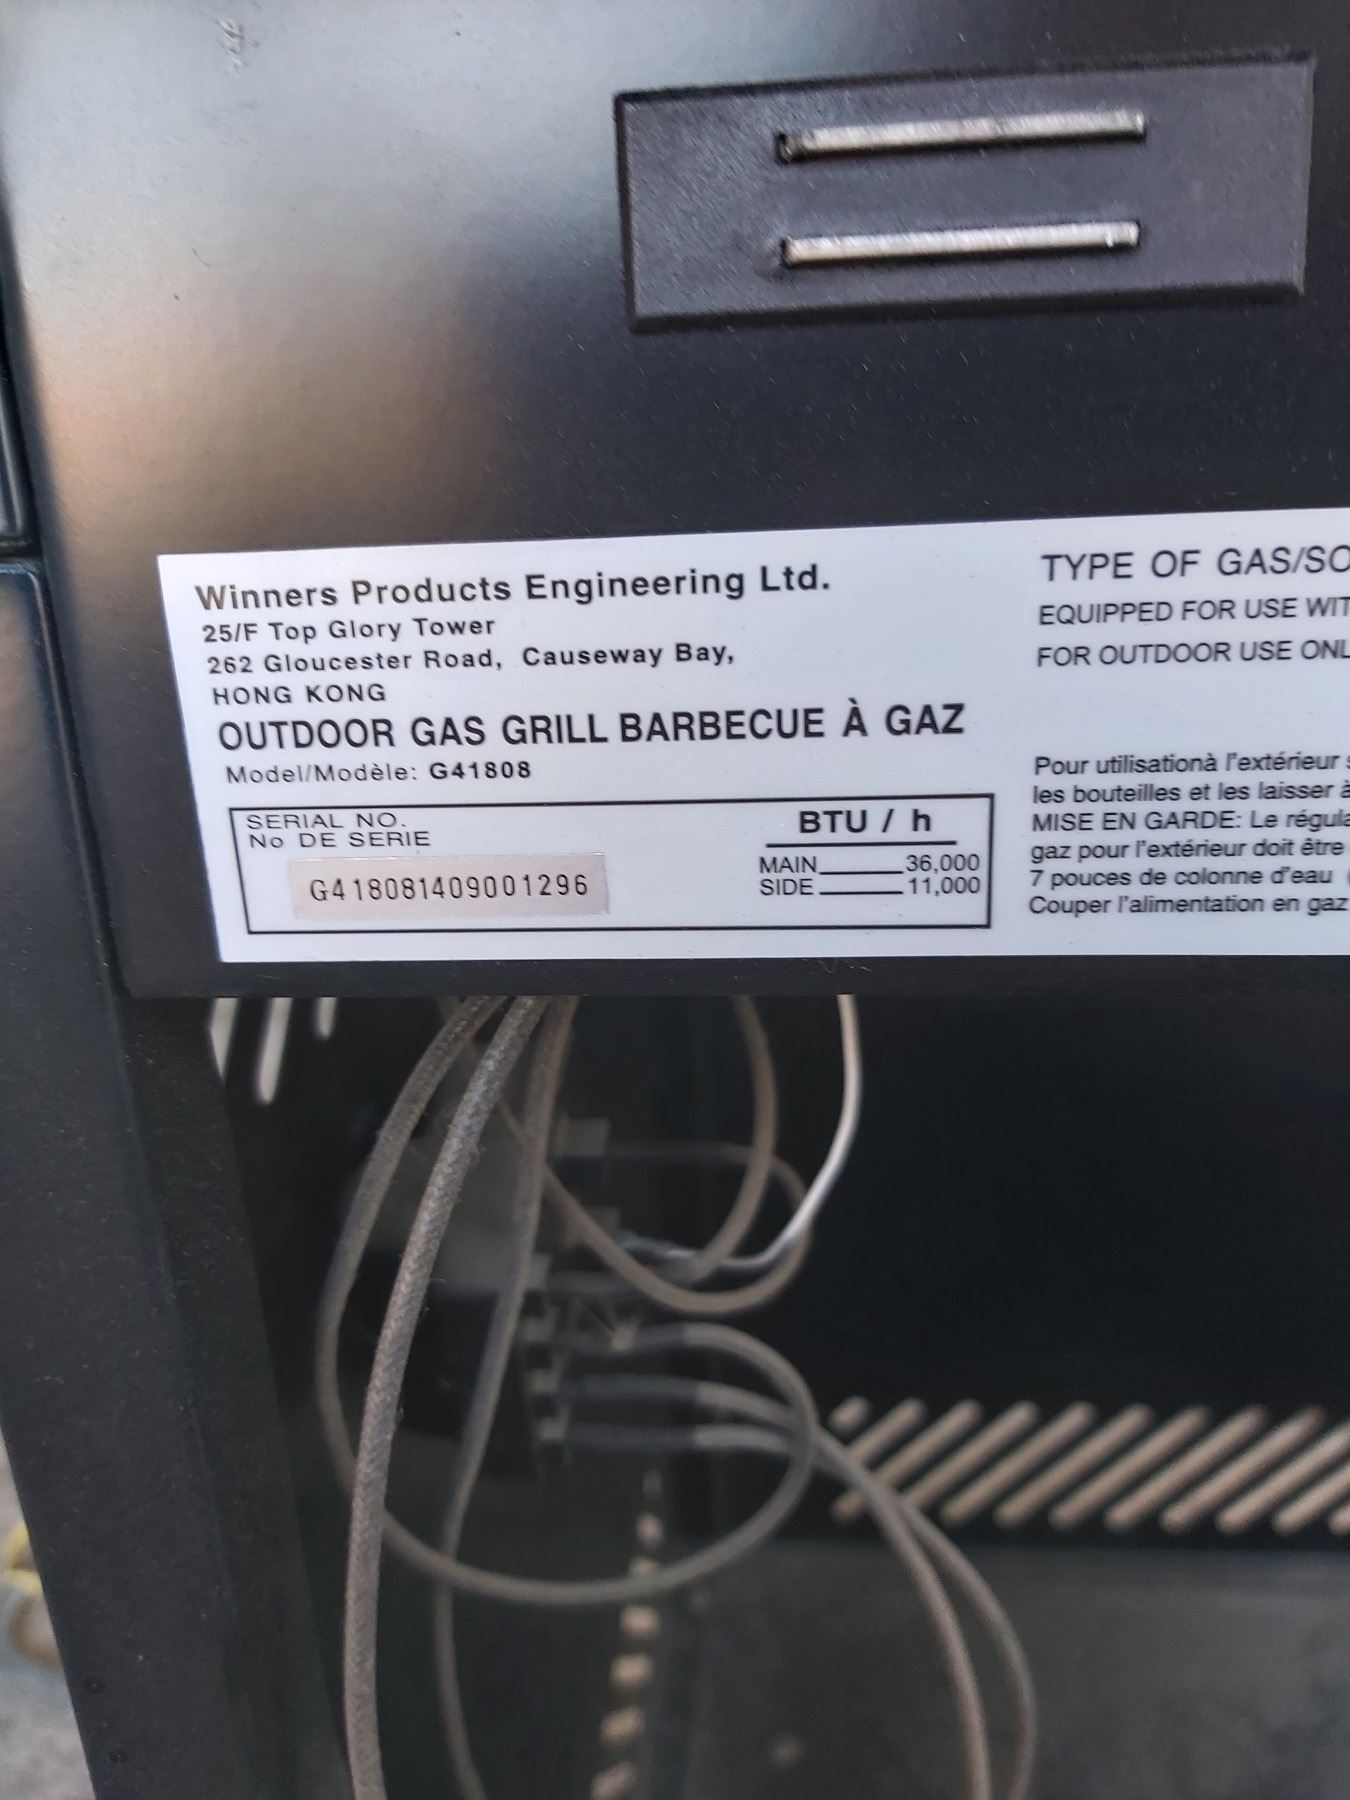 Winners Products Engineering Ltd.
25/F Top Glory Tower
262 Gloucester Road, Causeway Bay,
HONG KONG
OUTDOOR GAS GRILL BARBECUE À GAZ
Model/Modèle: G41808
SERIAL NO.
No DE SERIE
G418081409001296
BTU / h
MAIN 36,000
SIDE 11,000
TYPE OF GAS/SO
EQUIPPED FOR USE WIT
FOR OUTDOOR USE ONL
Pour utilisationà l'extérieur s
les bouteilles et les laisser à
MISE EN GARDE: Le régula
gaz pour l'extérieur doit être
7 pouces de colonne d'eau (
Couper l'alimentation en gaz